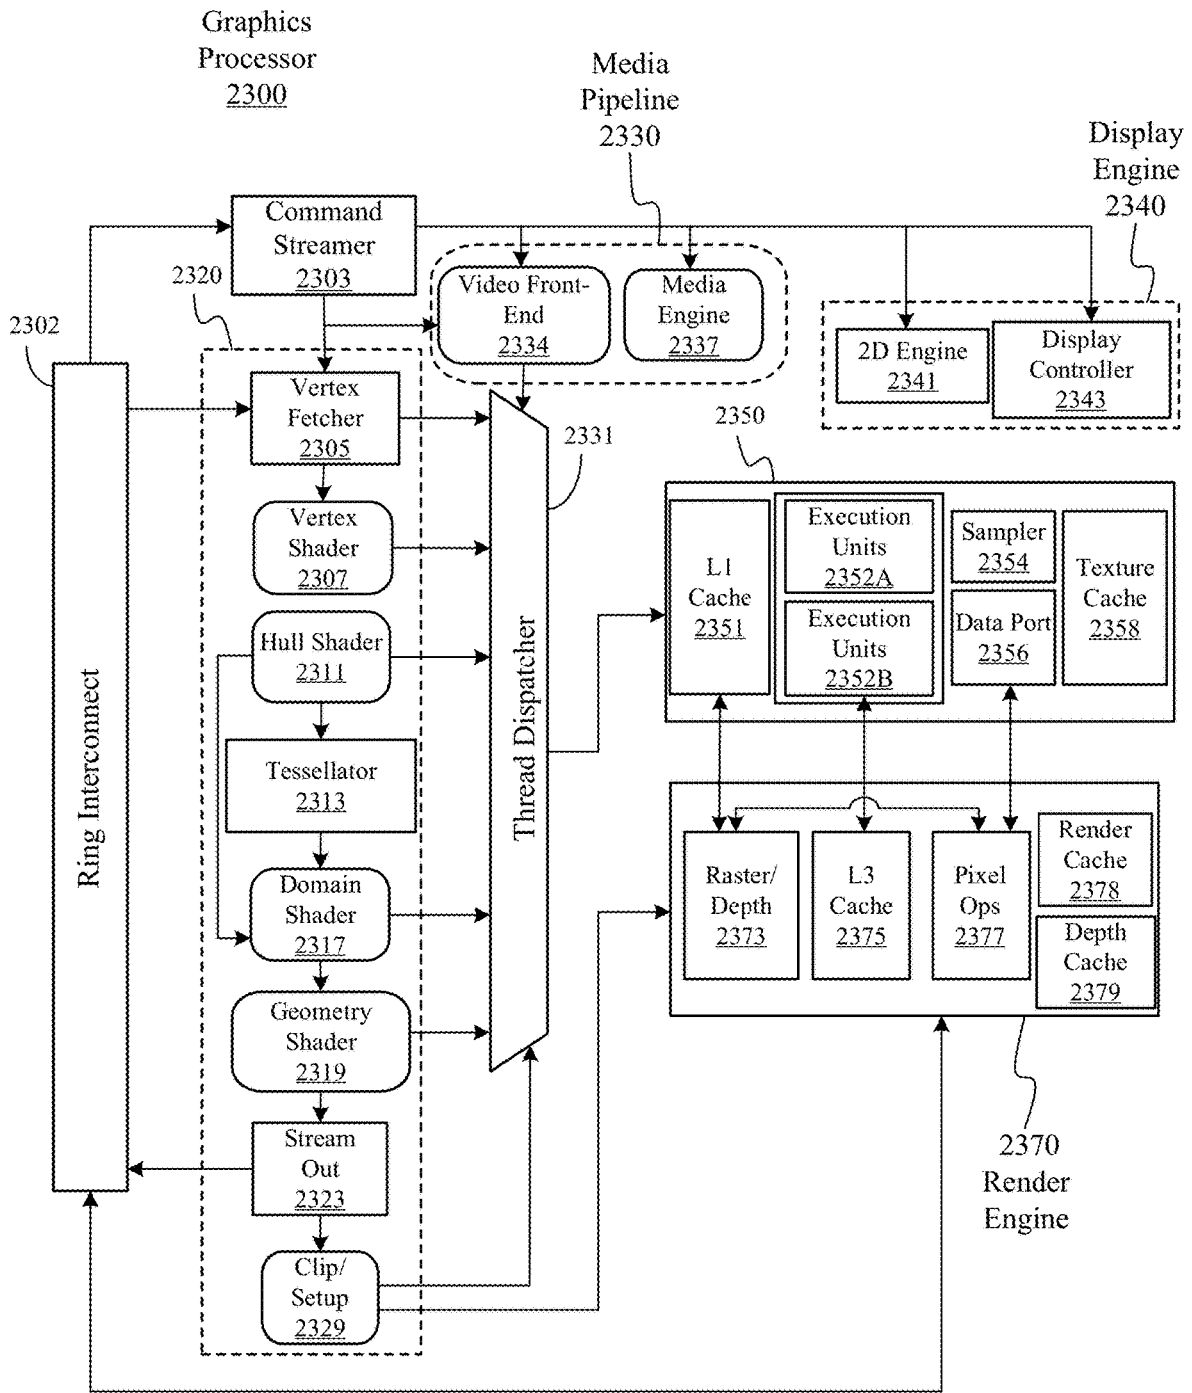 Graphics
Processor
2300
Media
Pipeline
2330
Display
Engine
2340
Command
Streamer
2303
2320
2302
Video Front-
End
2334
Media
Engine
2337
2D Engine
2341
Display
Controller
2343
Vertex
Fetcher
2305
2331
2350
Vertex
Shader
2307
L1
Cache
2351
Execution
Units
2352A
Execution
Units
2352B
Sampler
2354
Data Port
2356
Texture
Cache
2358
Hull Shader
2311
Ring Interconnect
Thread Dispatcher
Tessellator
2313
Raster/
Depth
2373
L3
Cache
2375
Pixel
Ops
2377
Render
Cache
2378
Depth
Cache
2379
Domain
Shader
2317
Geometry
Shader
2319
Stream
Out
2323
2370
Render
Engine
Clip/
Setup
2329